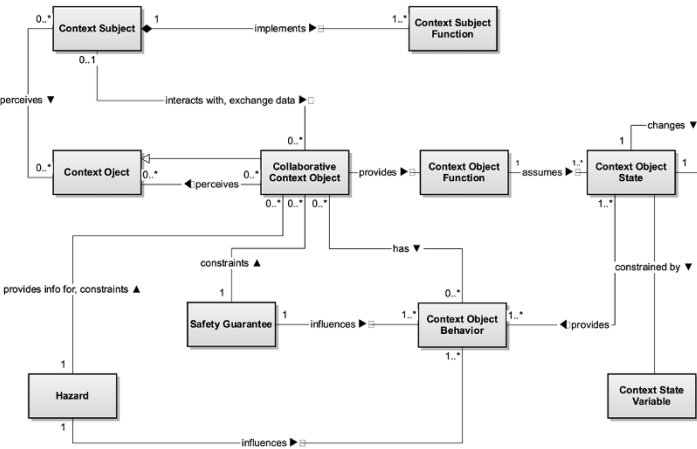 0..*
Context Subject
1
implements ▶
1..*
Context Subject
Function
0..1
perceives ▼
interacts with, exchange data ▶
changes ▼
0..*
1
0..*
Context Oject
0..*
◀ perceives
0..*
Collaborative
Context Object
provides ▶
Context Object
Function
1
assumes ▶
1..*
Context Object
State
1
0..*
0..*
0..*
1..*
has ▼
constraints ▲
constrained by ▼
provides info for, constraints ▲
1
0..*
Safety Guarantee
1
influences ▶
1..*
Context Object
Behavior
1..*
◀ provides
1..*
1
Hazard
Context State
Variable
1
influences ▶